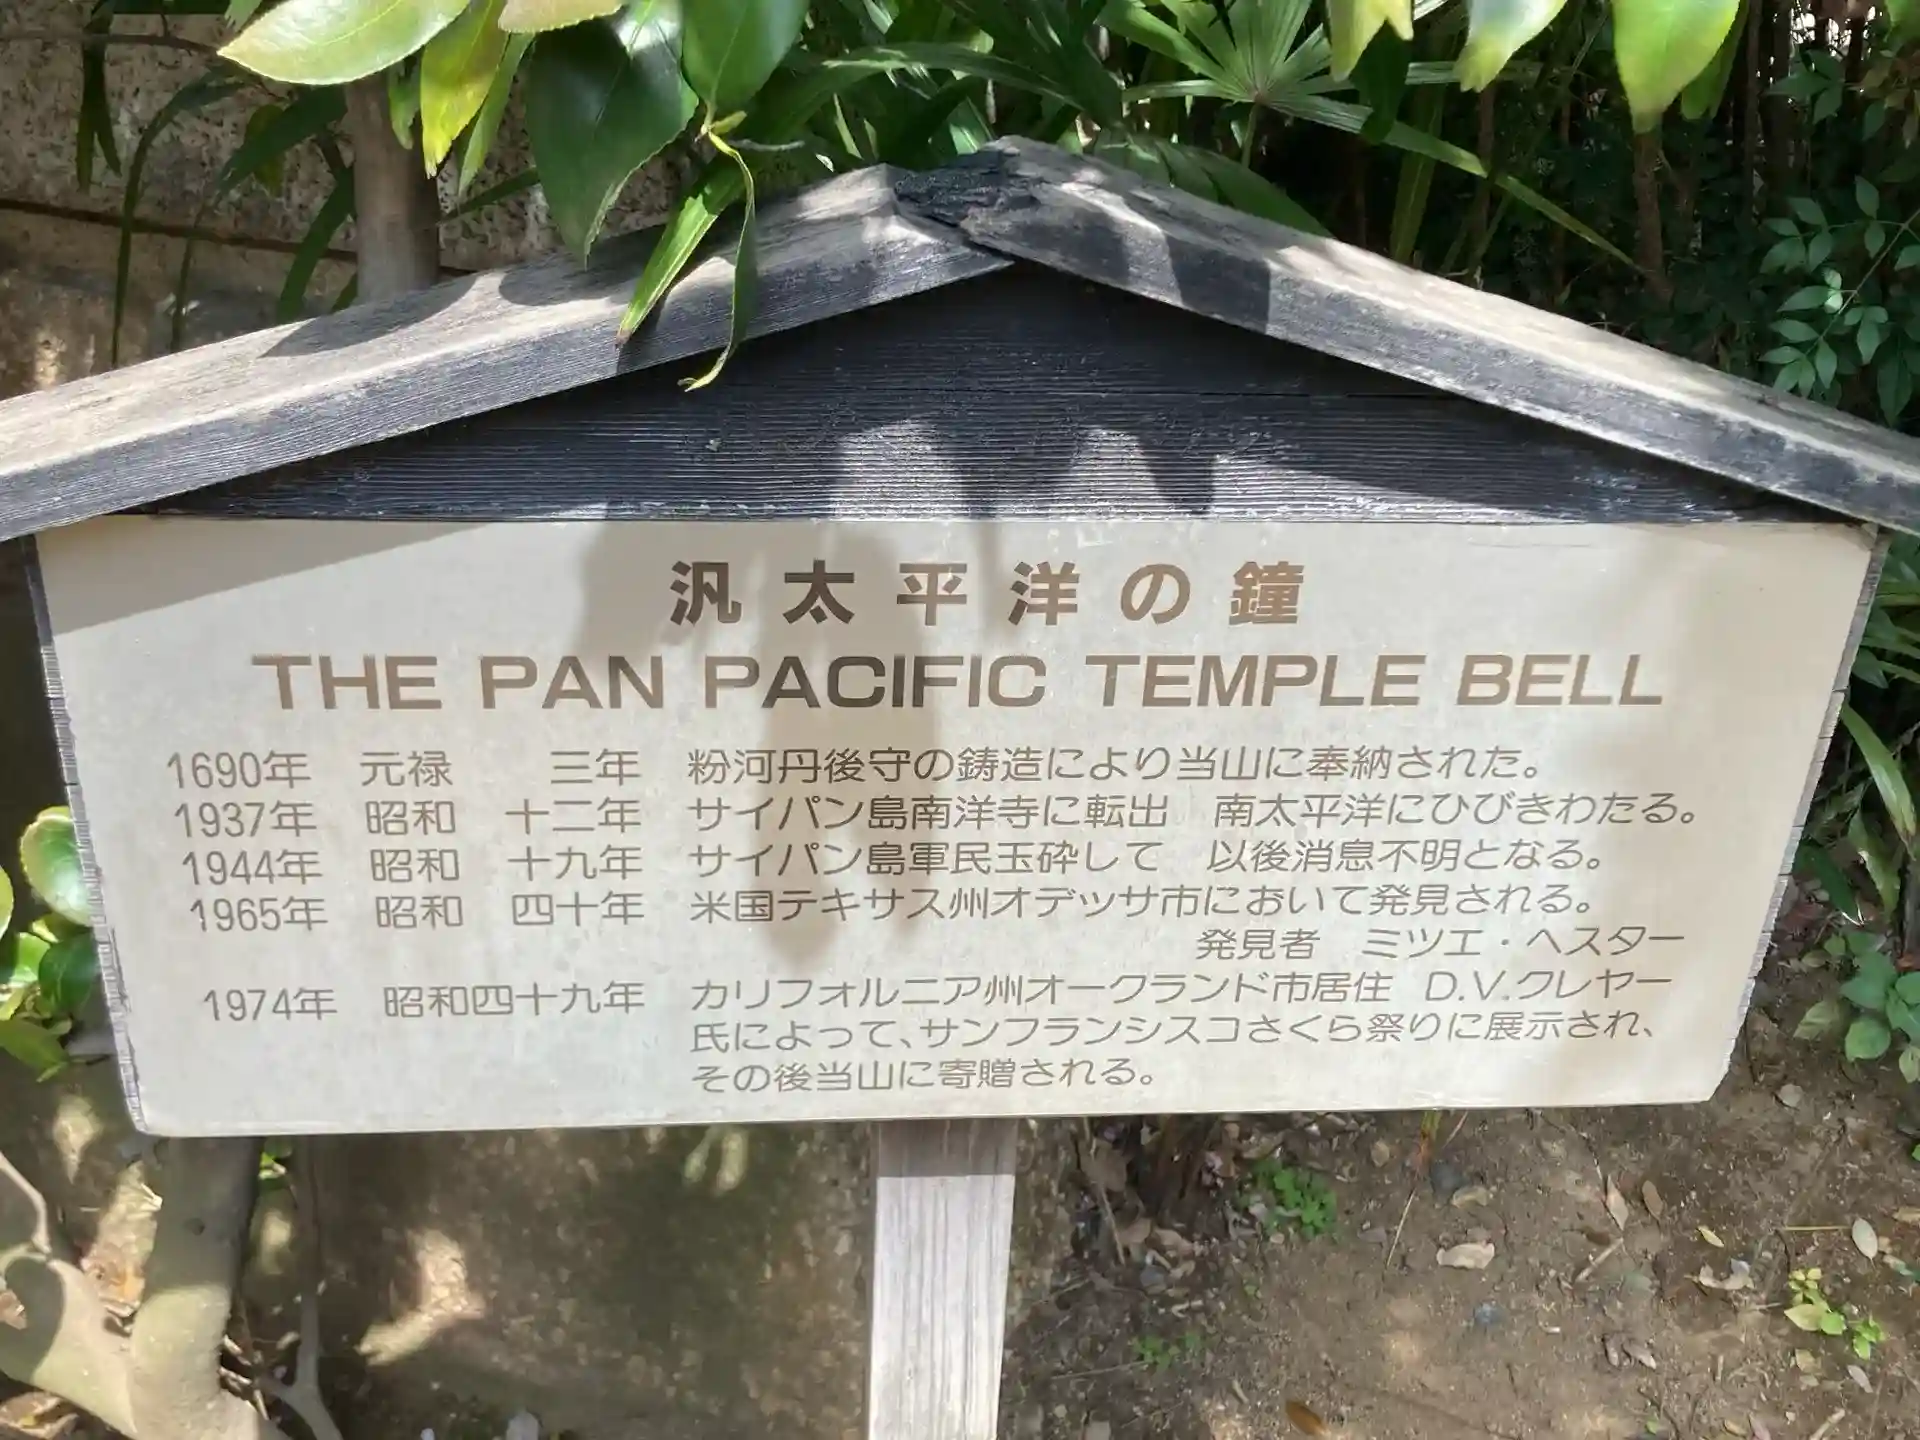 汎太平洋の鐘
THE PAN PACIFIC TEMPLE BELL
1690年 元禄 三年 粉河丹後守の鋳造により当山に奉納された。
1937年 昭和 十二年 サイパン島南洋寺に転出 南太平洋にひびきわたる。
1944年 昭和 十九年 サイパン島軍民玉砕して 以後消息不明となる。
1965年 昭和 四十年 米国テキサス州オデッサ市において発見される。
発見者 ミツエ・ヘスター
1974年 昭和四十九年 カリフォルニア州オークランド市居住 D.V.クレヤー
氏によって、サンフランシスコさくら祭りに展示され、
その後当山に寄贈される。